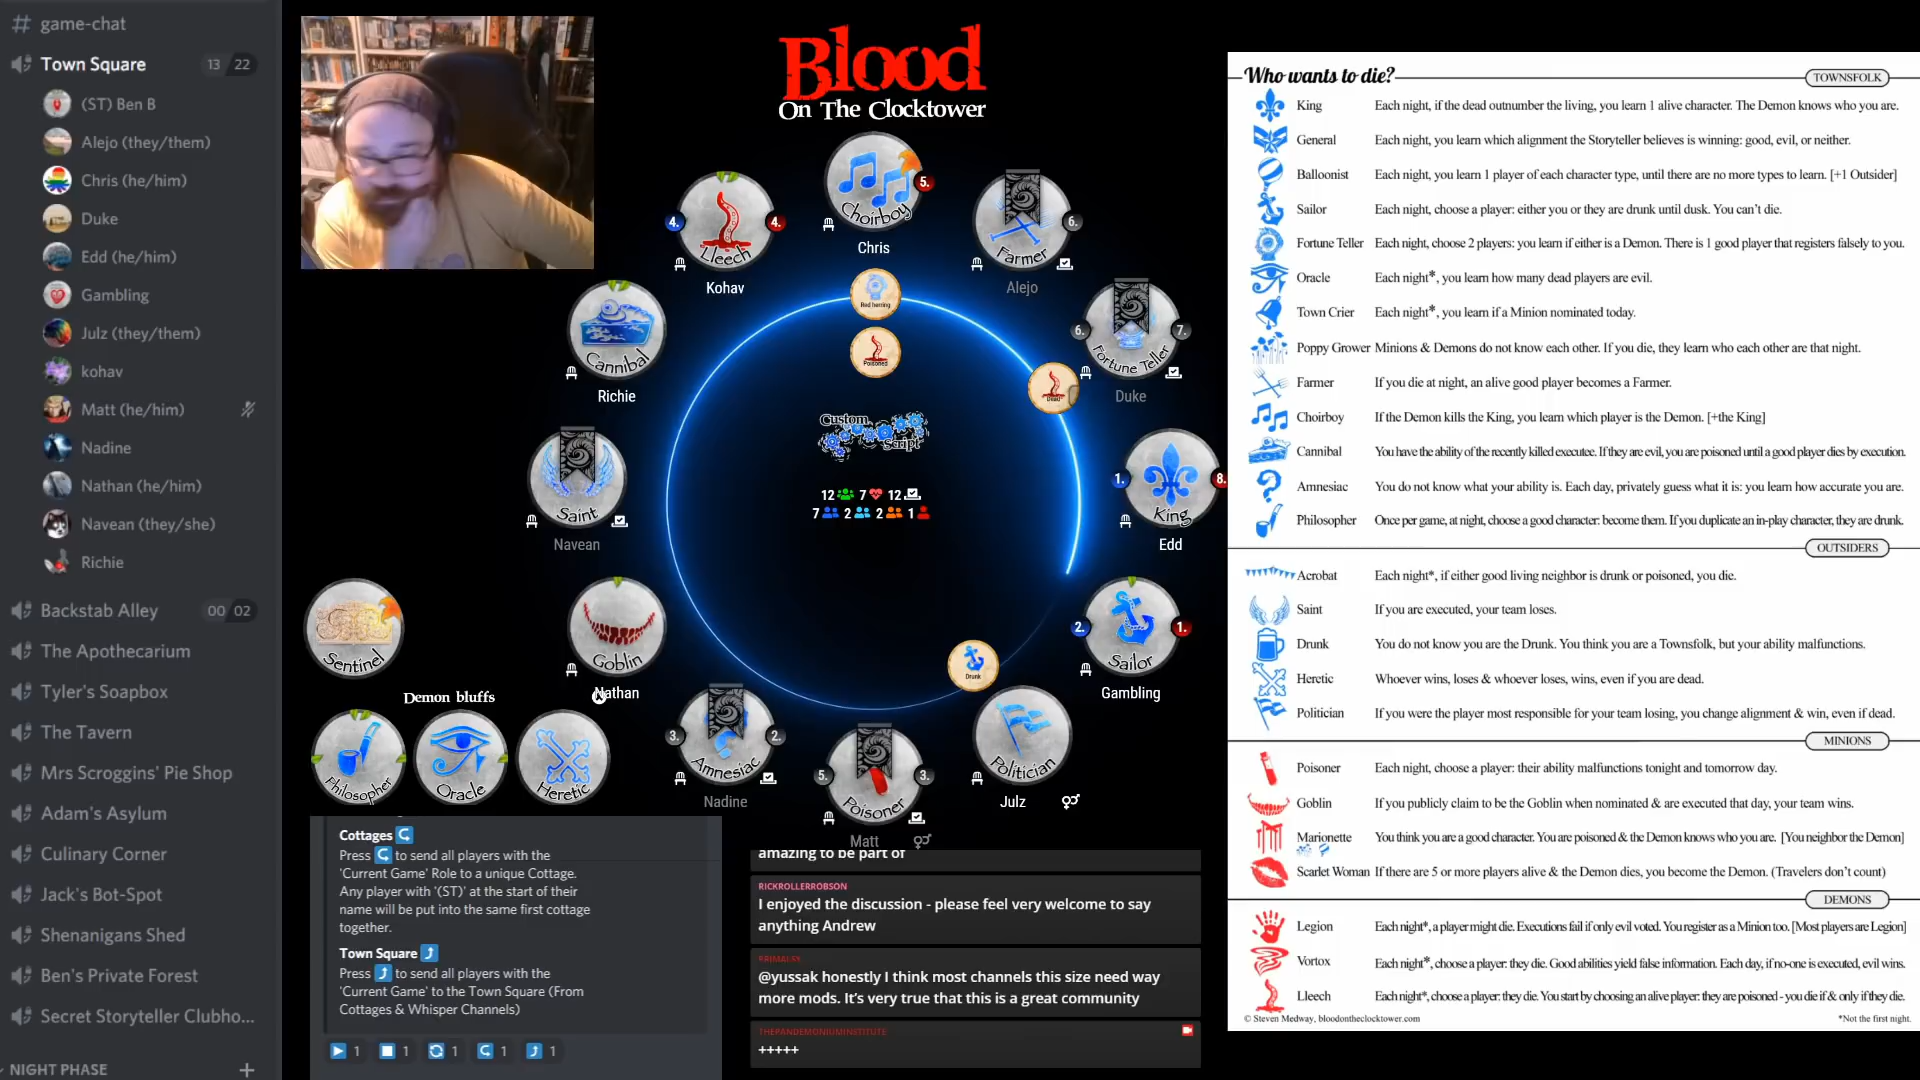 game-chat
Town Square 13 22
(ST) Ben B
Alejo (they/them)
Chris (he/him)
Duke
Edd (he/him)
Gambling
Julz (they/them)
kohav
Matt (he/him)
Nadine
Nathan (he/him)
Navean (they/she)
Richie
Backstab Alley 00 02
The Apothecarium
Tyler's Soapbox
The Tavern
Mrs Scroggins' Pie Shop
Adam's Asylum
Culinary Corner
Jack's Bot-Spot
Shenanigans Shed
Ben's Private Forest
Secret Storyteller Clubho...
NIGHT PHASE
Blood
On The Clocktower
Choirboy
5.
Chris
Farmer
6.
Alejo
Fortune Teller
6.
7.
Duke
King
1.
8.
Edd
Sailor
2.
1.
Gambling
Politician
Julz
Poisoner
5.
3.
Matt
Amnesiac
3.
2.
Nadine
Goblin
Nathan
Saint
Navean
Cannibal
Richie
Lleech
4.
4.
Kohav
Red herring
Poisoned
Dead
Drunk
Custom
Script
12 7 12
7 2 2 1
Sentinel
Demon bluffs
Philosopher
Oracle
Heretic
Cottages
Press to send all players with the
'Current Game' Role to a unique Cottage.
Any player with '(ST)' at the start of their
name will be put into the same first cottage
together.
Town Square
Press to send all players with the
'Current Game' to the Town Square (From
Cottages & Whisper Channels)
1 1 1 1 1
amazing to be part of
RICKROLLERROBSON
I enjoyed the discussion - please feel very welcome to say
anything Andrew
@yussak honestly I think most channels this size need way
more mods. It's very true that this is a great community
THEPANDEMONIUMINSTITUTE
+++++
Who wants to die?
TOWNSFOLK
King Each night, if the dead outnumber the living, you learn 1 alive character. The Demon knows who you are.
General Each night, you learn which alignment the Storyteller believes is winning: good, evil, or neither.
Balloonist Each night, you learn 1 player of each character type, until there are no more types to learn. [+1 Outsider]
Sailor Each night, choose a player: either you or they are drunk until dusk. You can't die.
Fortune Teller Each night, choose 2 players: you learn if either is a Demon. There is 1 good player that registers falsely to you.
Oracle Each night*, you learn how many dead players are evil.
Town Crier Each night*, you learn if a Minion nominated today.
Poppy Grower Minions & Demons do not know each other. If you die, they learn who each other are that night.
Farmer If you die at night, an alive good player becomes a Farmer.
Choirboy If the Demon kills the King, you learn which player is the Demon. [+the King]
Cannibal You have the ability of the recently killed executee. If they are evil, you are poisoned until a good player dies by execution.
Amnesiac You do not know what your ability is. Each day, privately guess what it is: you learn how accurate you are.
Philosopher Once per game, at night, choose a good character: become them. If you duplicate an in-play character, they are drunk.
OUTSIDERS
Acrobat Each night*, if either good living neighbor is drunk or poisoned, you die.
Saint If you are executed, your team loses.
Drunk You do not know you are the Drunk. You think you are a Townsfolk, but your ability malfunctions.
Heretic Whoever wins, loses & whoever loses, wins, even if you are dead.
Politician If you were the player most responsible for your team losing, you change alignment & win, even if dead.
MINIONS
Poisoner Each night, choose a player: their ability malfunctions tonight and tomorrow day.
Goblin If you publicly claim to be the Goblin when nominated & are executed that day, your team wins.
Marionette You think you are a good character. You are poisoned & the Demon knows who you are. [You neighbor the Demon]
Scarlet Woman If there are 5 or more players alive & the Demon dies, you become the Demon. (Travelers don't count)
DEMONS
Legion Each night*, a player might die. Executions fail if only evil voted. You register as a Minion too. [Most players are Legion]
Vortox Each night*, choose a player: they die. Good abilities yield false information. Each day, if no-one is executed, evil wins.
Lleech Each night*, choose a player: they die. You start by choosing an alive player: they are poisoned - you die if & only if they die.
© Steven Medway, bloodontheclocktower.com *Not the first night.